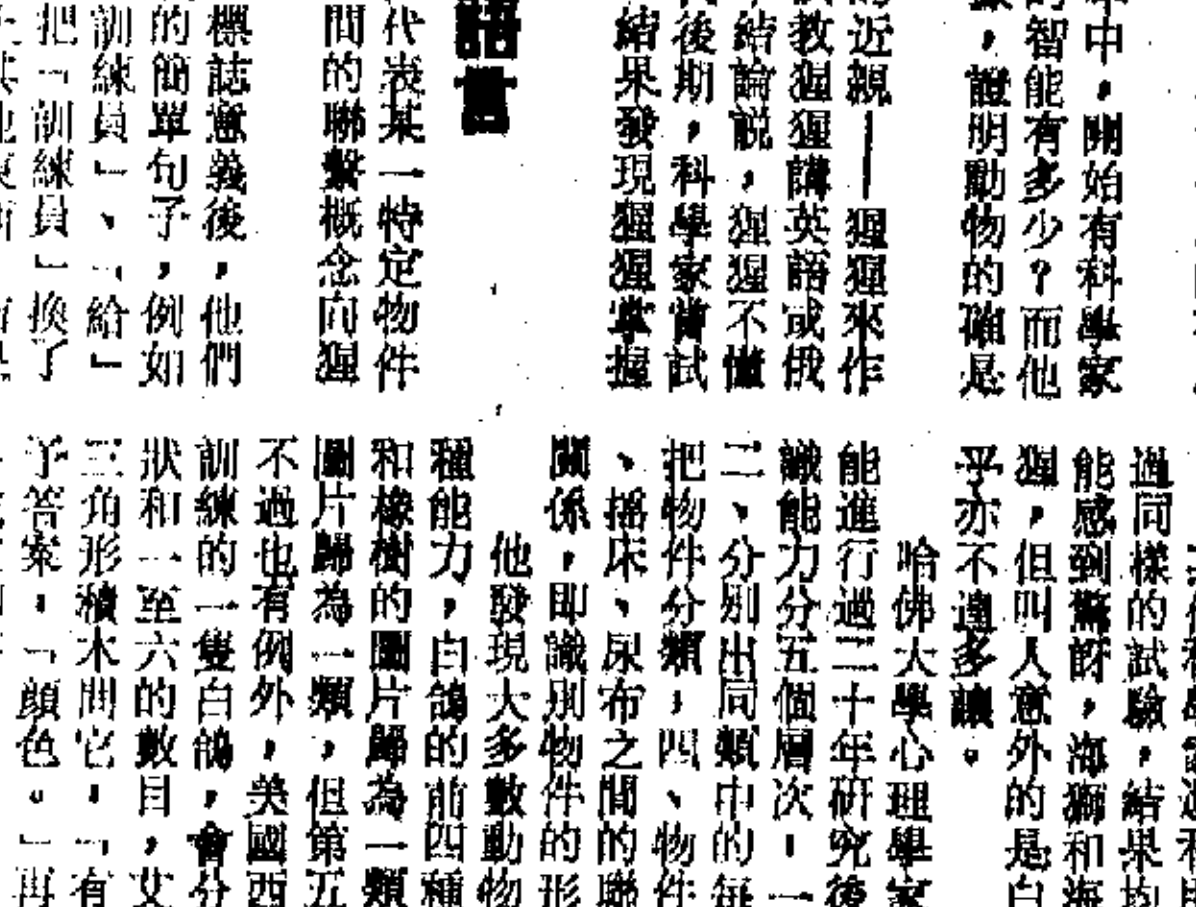 中,開始有科學家
的智能有多少?而他
,證明動物的確是
近親——猩猩來作
教猩猩講英語或俄
結論説,猩猩不懂
後期,科學家嘗試
結果發現猩猩掌握
語言
代表某一特定物件
間的聯繫概念向猩
標誌意義後,他們
的簡單句子,例如
訓練員」、「給」
把「訓練員」換了
過同樣的試驗,結果均
能感到驚訝,海獅和海
猩,但叫人意外的是白
乎亦不遑多讓。
哈佛大學心理學家
能進行過二十年研究後
識能力分五個層次:一
二、分別出同類中的每
把物件分類,四、物件
、搖床、尿布之間的聯
關係,即識別物件的形
他發現大多數動物
種能力,白鴿的前四種
和橡樹的圖片歸為一類
圖片歸為一類,但第五
不過也有例外,美國西
訓練的一隻白鴿,會分
狀和一至六的數目,艾
三角形積木問它:「有
予答案:「顏色。」再